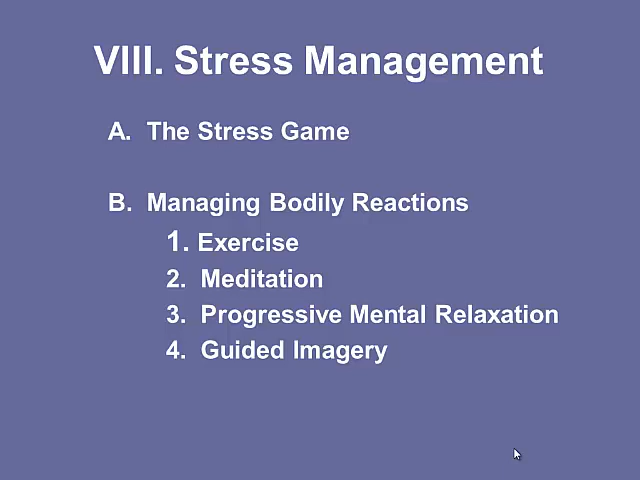 VIII. Stress Management
A. The Stress Game
B. Managing Bodily Reactions
1. Exercise
2. Meditation
3. Progressive Mental Relaxation
4. Guided Imagery